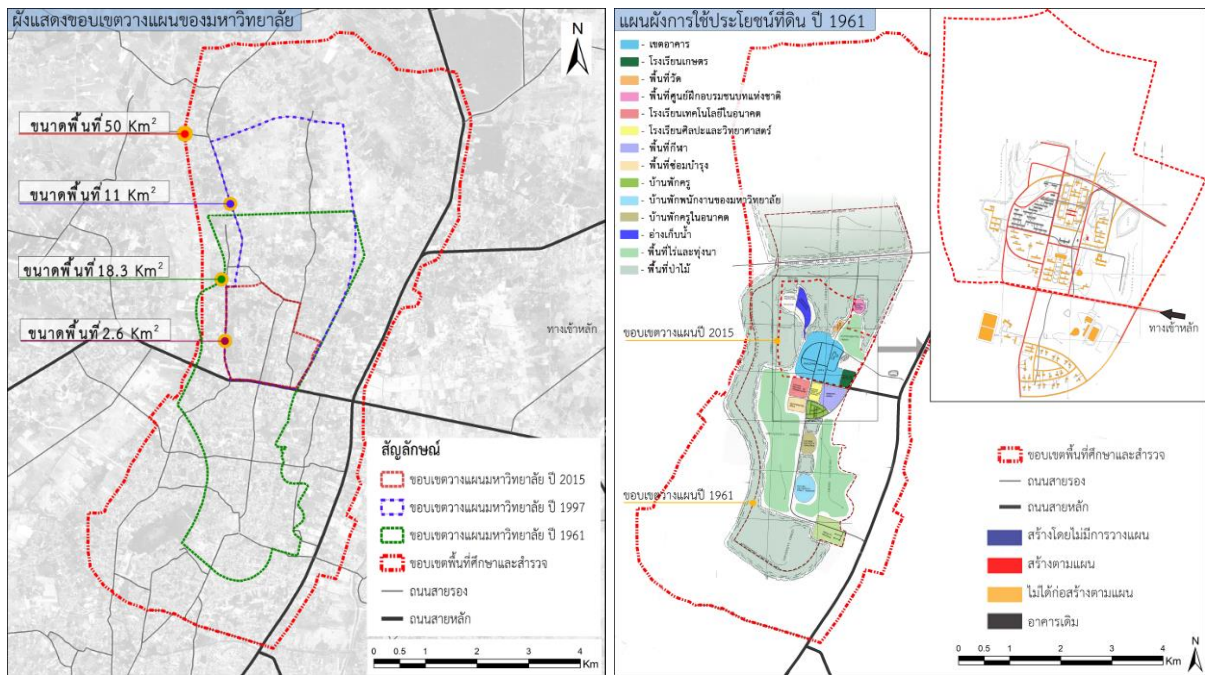 ผังแสดงขอบเขตวางแผนของมหาวิทยาลัย
N
ขนาดพื้นที่ 50 Km²
ขนาดพื้นที่ 11 Km²
ขนาดพื้นที่ 18.3 Km²
ขนาดพื้นที่ 2.6 Km²
ทางเข้าหลัก
สัญลักษณ์
ขอบเขตวางแผนมหาวิทยาลัย ปี 2015
ขอบเขตวางแผนมหาวิทยาลัย ปี 1997
ขอบเขตวางแผนมหาวิทยาลัย ปี 1961
ขอบเขตพื้นที่ศึกษาและสำรวจ
ถนนสายรอง
ถนนสายหลัก
0 0.5 1 2 3 4
Km
แผนผังการใช้ประโยชน์ที่ดิน ปี 1961
- เขตอาคาร
- โรงเรียนเกษตร
- พื้นที่วัด
- พื้นที่ศูนย์ฝึกอบรมชนบทแห่งชาติ
- โรงเรียนเทคโนโลยีในอนาคต
- โรงเรียนศิลปะและวิทยาศาสตร์
- พื้นที่กีฬา
- พื้นที่ซ่อมบำรุง
- บ้านพักครู
- บ้านพักพนักงานของมหาวิทยาลัย
- บ้านพักครูในอนาคต
- อ่างเก็บน้ำ
- พื้นที่ไร่และทุ่งนา
- พื้นที่ป่าไม้
ขอบเขตวางแผนปี 2015
ขอบเขตวางแผนปี 1961
ทางเข้าหลัก
ขอบเขตพื้นที่ศึกษาและสำรวจ
ถนนสายรอง
ถนนสายหลัก
สร้างโดยไม่มีการวางแผน
สร้างตามแผน
ไม่ได้ก่อสร้างตามแผน
อาคารเดิม
0 0.5 1 2 3 4
Km
N